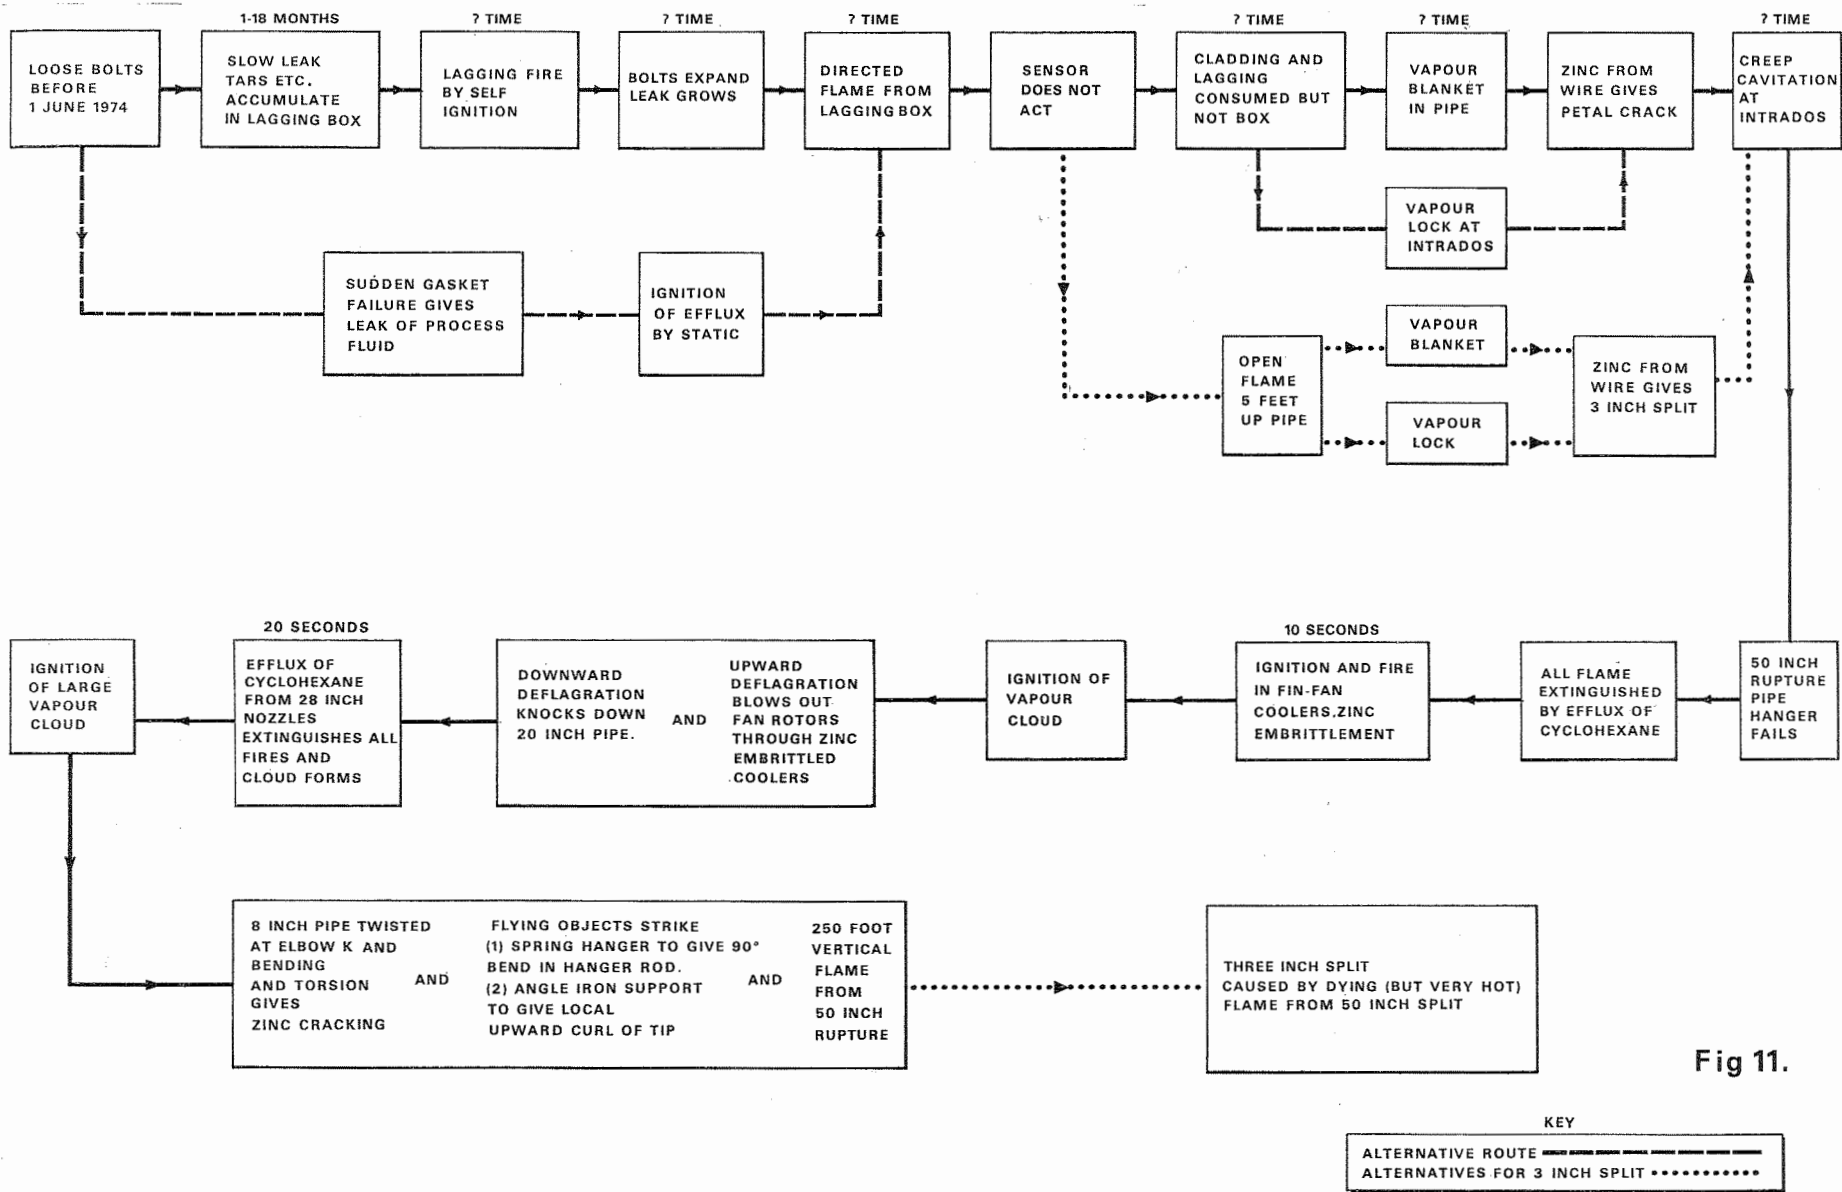 1-18 MONTHS
? TIME
? TIME
? TIME
? TIME
? TIME
? TIME
LOOSE BOLTS
BEFORE
1 JUNE 1974
SLOW LEAK
TARS ETC.
ACCUMULATE
IN LAGGING BOX
LAGGING FIRE
BY SELF
IGNITION
BOLTS EXPAND
LEAK GROWS
DIRECTED
FLAME FROM
LAGGING BOX
SENSOR
DOES NOT
ACT
CLADDING AND
LAGGING
CONSUMED BUT
NOT BOX
VAPOUR
BLANKET
IN PIPE
ZINC FROM
WIRE GIVES
PETAL CRACK
CREEP
CAVITATION
AT
INTRADOS
VAPOUR
LOCK AT
INTRADOS
SUDDEN GASKET
FAILURE GIVES
LEAK OF PROCESS
FLUID
IGNITION
OF EFFLUX
BY STATIC
OPEN
FLAME
5 FEET
UP PIPE
VAPOUR
BLANKET
VAPOUR
LOCK
ZINC FROM
WIRE GIVES
3 INCH SPLIT
20 SECONDS
10 SECONDS
IGNITION
OF LARGE
VAPOUR
CLOUD
EFFLUX OF
CYCLOHEXANE
FROM 28 INCH
NOZZLES
EXTINGUISHES ALL
FIRES AND
CLOUD FORMS
DOWNWARD
DEFLAGRATION
KNOCKS DOWN
20 INCH PIPE.
AND
UPWARD
DEFLAGRATION
BLOWS OUT
FAN ROTORS
THROUGH ZINC
EMBRITTLED
COOLERS
IGNITION OF
VAPOUR
CLOUD
IGNITION AND FIRE
IN FIN-FAN
COOLERS,ZINC
EMBRITTLEMENT
ALL FLAME
EXTINGUISHED
BY EFFLUX OF
CYCLOHEXANE
50 INCH
RUPTURE
PIPE
HANGER
FAILS
8 INCH PIPE TWISTED
AT ELBOW K AND
BENDING
AND TORSION
GIVES
ZINC CRACKING
AND
FLYING OBJECTS STRIKE
(1) SPRING HANGER TO GIVE 90°
BEND IN HANGER ROD.
(2) ANGLE IRON SUPPORT
TO GIVE LOCAL
UPWARD CURL OF TIP
AND
250 FOOT
VERTICAL
FLAME
FROM
50 INCH
RUPTURE
THREE INCH SPLIT
CAUSED BY DYING (BUT VERY HOT)
FLAME FROM 50 INCH SPLIT
Fig 11.
KEY
ALTERNATIVE ROUTE
ALTERNATIVES FOR 3 INCH SPLIT